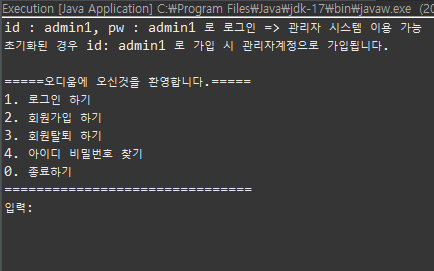 Execution [Java Application] C:₩Program Files₩Java₩jdk-17₩bin₩javaw.exe (20
id : admin1, pw : admin1 로 로그인 => 관리자 시스템 이용 가능
초기화된 경우 id: admin1 로 가입 시 관리자계정으로 가입됩니다.
=====오디움에 오신것을 환영합니다.=====
1. 로그인 하기
2. 회원가입 하기
3. 회원탈퇴 하기
4. 아이디 비밀번호 찾기
0. 종료하기
===============================
입력: